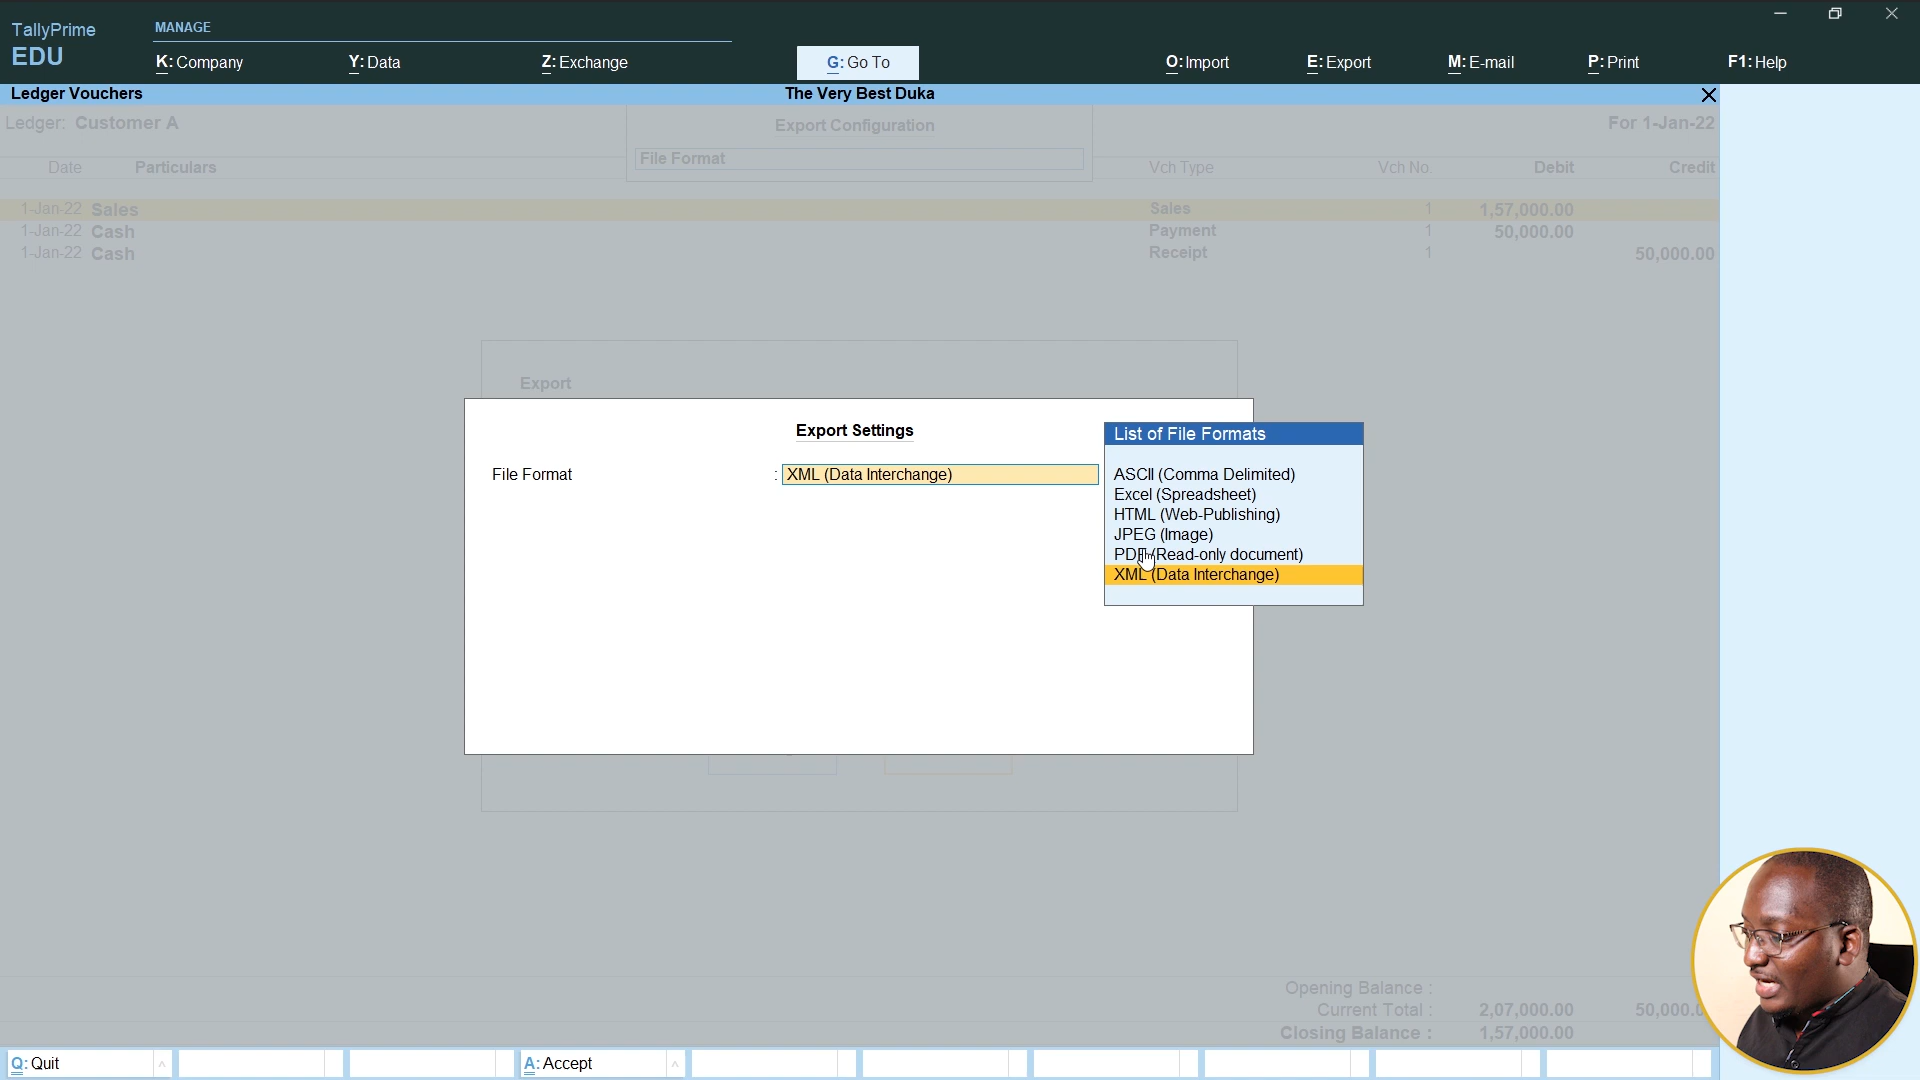 TallyPrime
EDU
MANAGE
K: Company
Y: Data
Z: Exchange
G: Go To
O: Import
E: Export
M: E-mail
P: Print
F1: Help
Ledger Vouchers
The Very Best Duka
Ledger: Customer A
Export Configuration
For 1-Jan-22
File Format
Date Particulars Vch Type Vch No. Debit Credit
1-Jan-22 Sales Sales 1 1,57,000.00
1-Jan-22 Cash Payment 1 50,000.00
1-Jan-22 Cash Receipt 1 50,000.00
Export
Export Settings
File Format : XML (Data Interchange)
List of File Formats
ASCII (Comma Delimited)
Excel (Spreadsheet)
HTML (Web-Publishing)
JPEG (Image)
PDF (Read-only document)
XML (Data Interchange)
Opening Balance :
Current Total : 2,07,000.00
Closing Balance : 1,57,000.00
Q: Quit
A: Accept